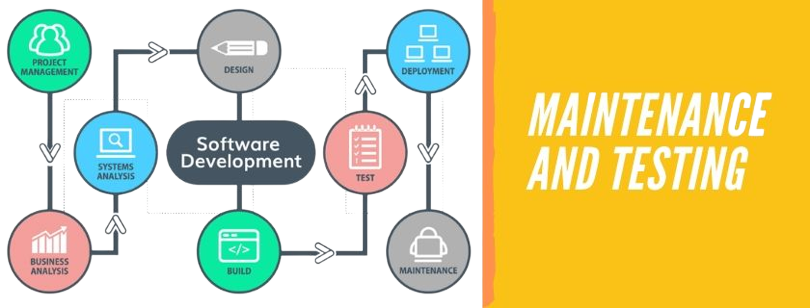 PROJECT
MANAGEMENT
DESIGN
DEPLOYMENT
SYSTEMS
ANALYSIS
Software
Development
TEST
BUSINESS
ANALYSIS
</>
BUILD
MAINTENANCE
MAINTENANCE
AND TESTING